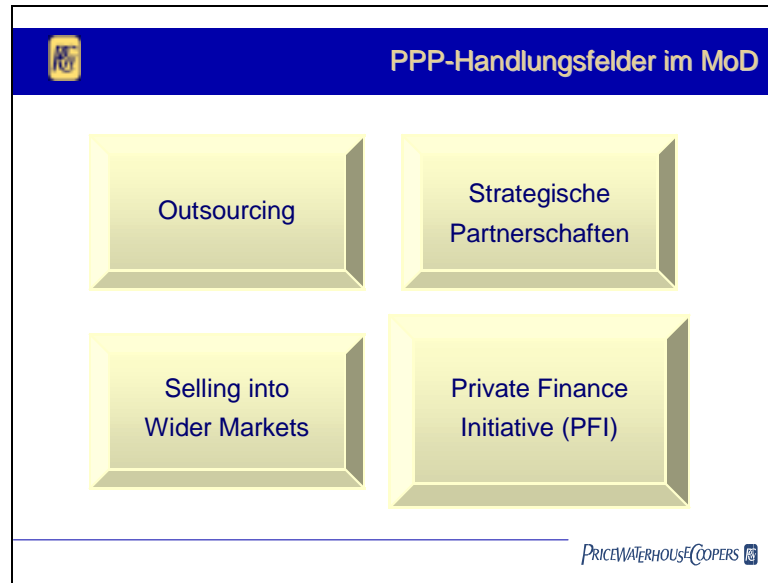 PPP-Handlungsfelder im MoD
Outsourcing
Strategische
Partnerschaften
Selling into
Wider Markets
Private Finance
Initiative (PFI)
PRICEWATERHOUSECOOPERS